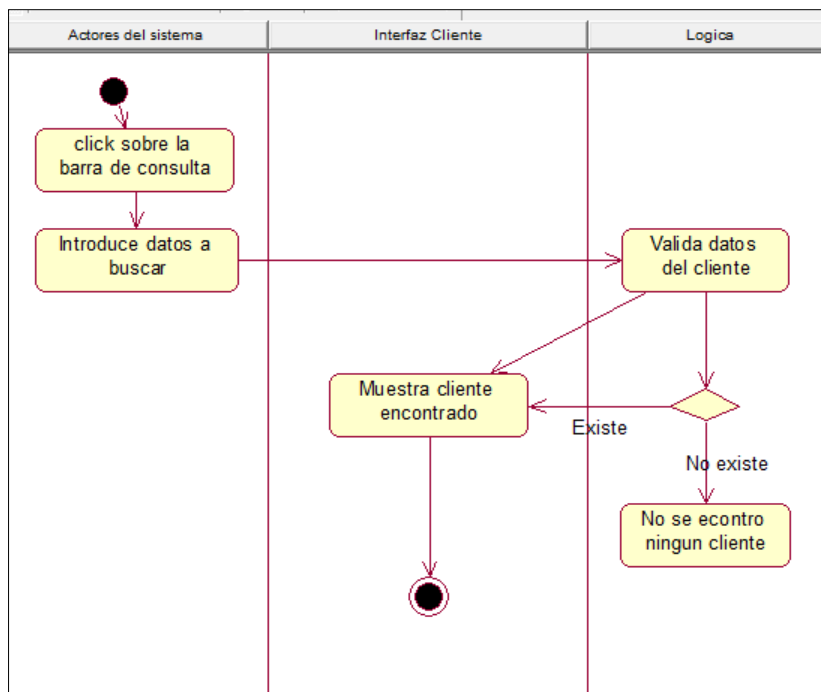 Actores del sistema
Interfaz Cliente
Logica
click sobre la
barra de consulta
Introduce datos a
buscar
Valida datos
del cliente
Muestra cliente
encontrado
Existe
No existe
No se econtro
ningun cliente